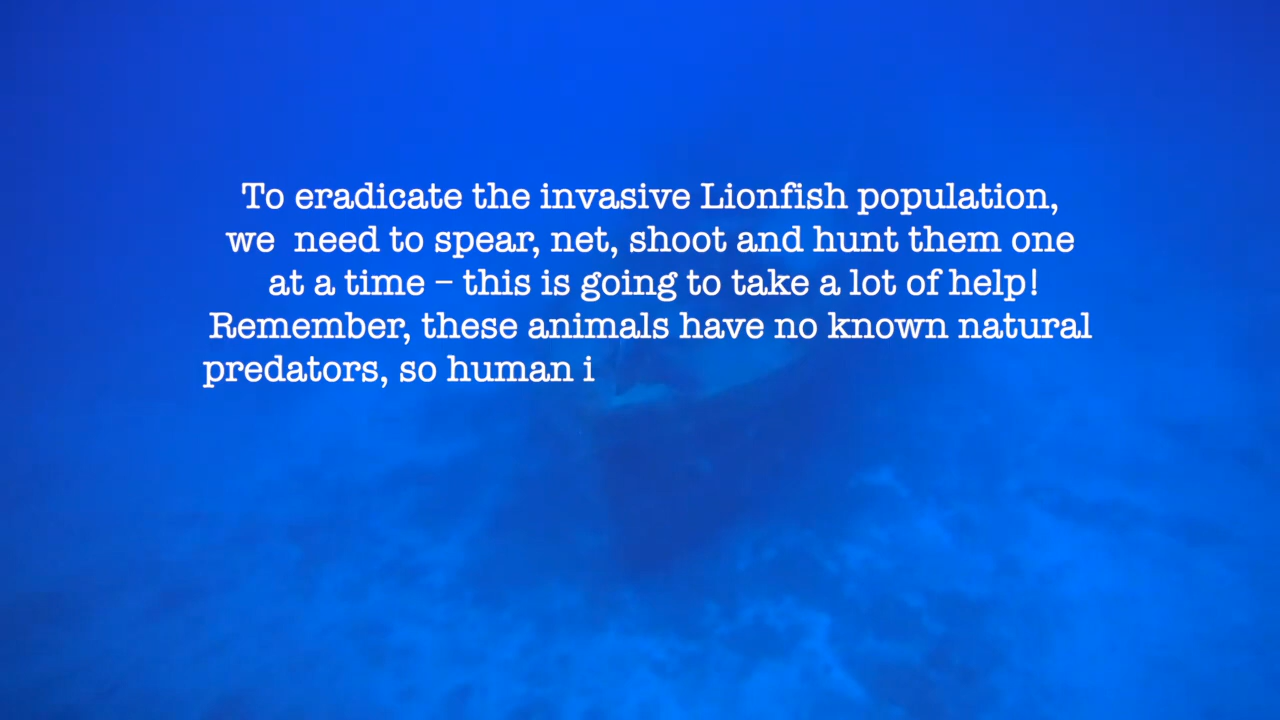 To eradicate the invasive Lionfish population,
we  need to spear, net, shoot and hunt them one
at a time – this is going to take a lot of help!
Remember, these animals have no known natural
predators, so human i